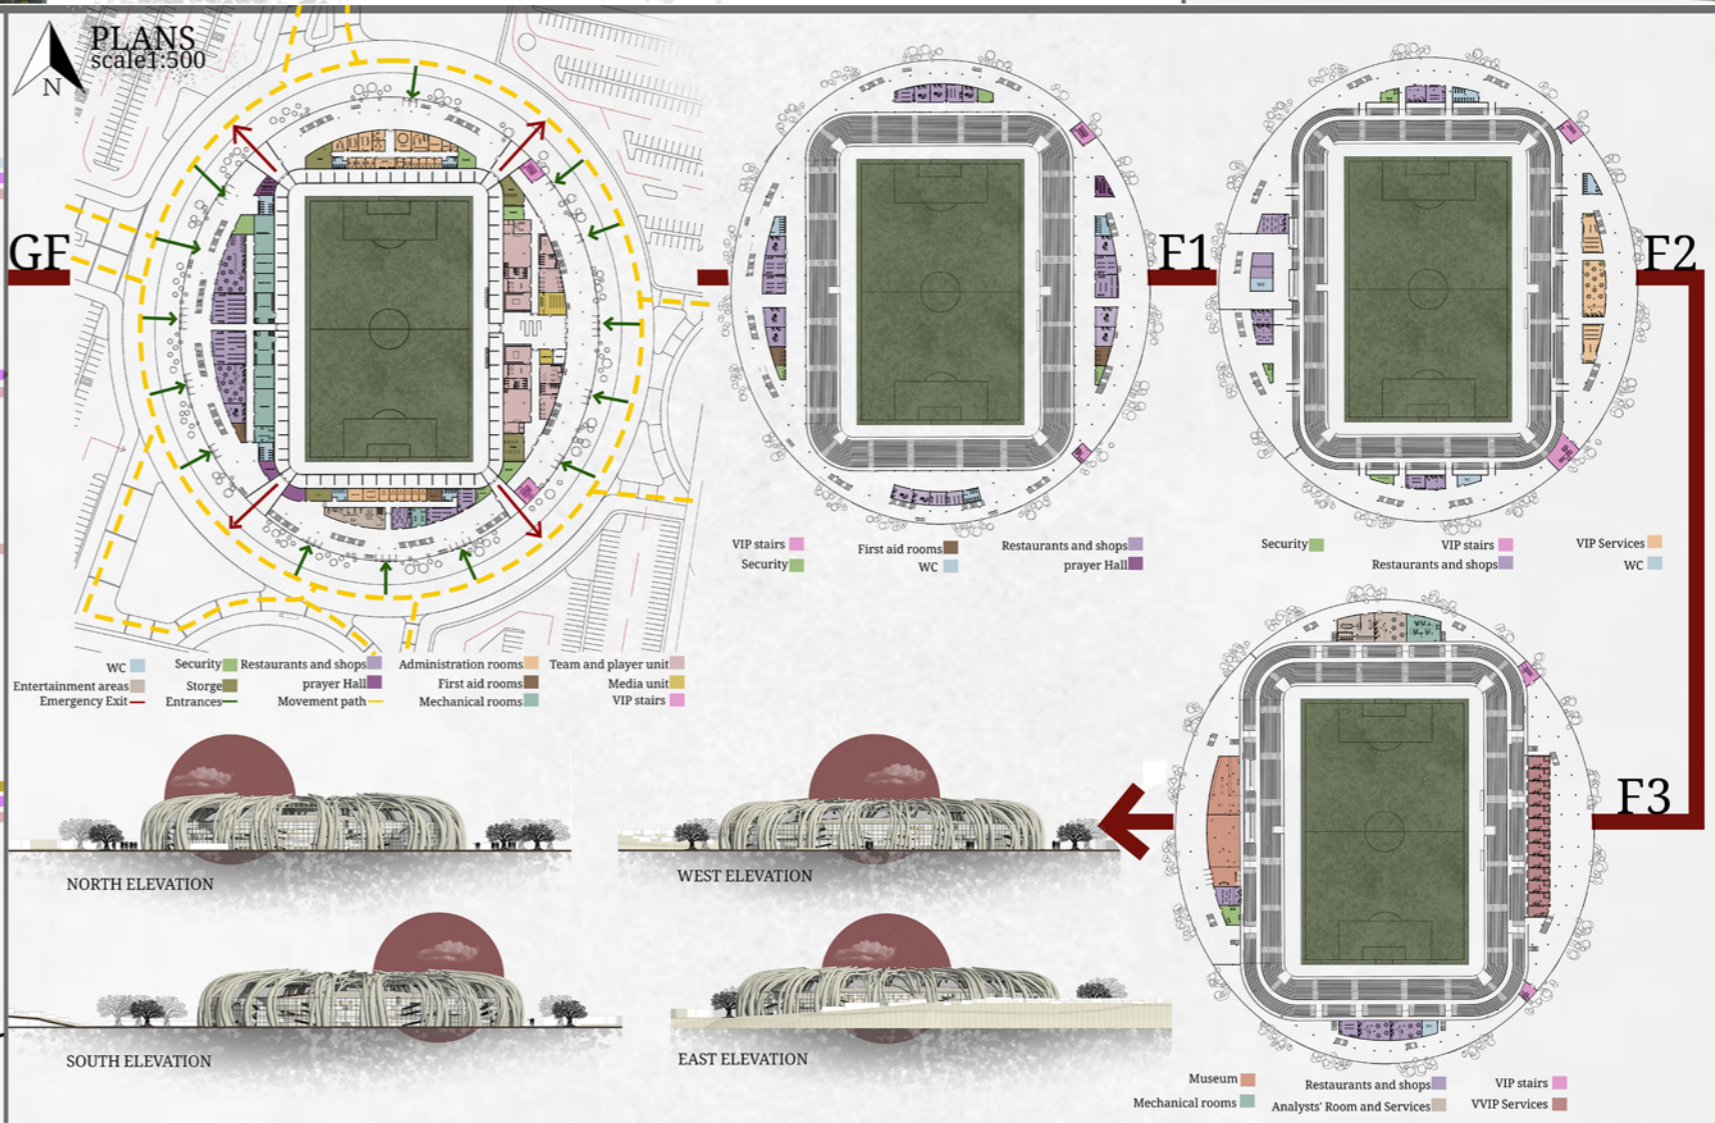 PLANS
scale1:500
N
GF
F1
F2
WC
Security
Restaurants and shops
Administration rooms
Team and player unit
Entertainment areas
Storge
prayer Hall
First aid rooms
Media unit
Emergency Exit
Entrances
Movement path
Mechanical rooms
VIP stairs
VIP stairs
First aid rooms
Restaurants and shops
Security
WC
prayer Hall
Security
VIP stairs
VIP Services
Restaurants and shops
WC
F3
NORTH ELEVATION
WEST ELEVATION
SOUTH ELEVATION
EAST ELEVATION
Museum
Restaurants and shops
VIP stairs
Mechanical rooms
Analysts' Room and Services
VVIP Services